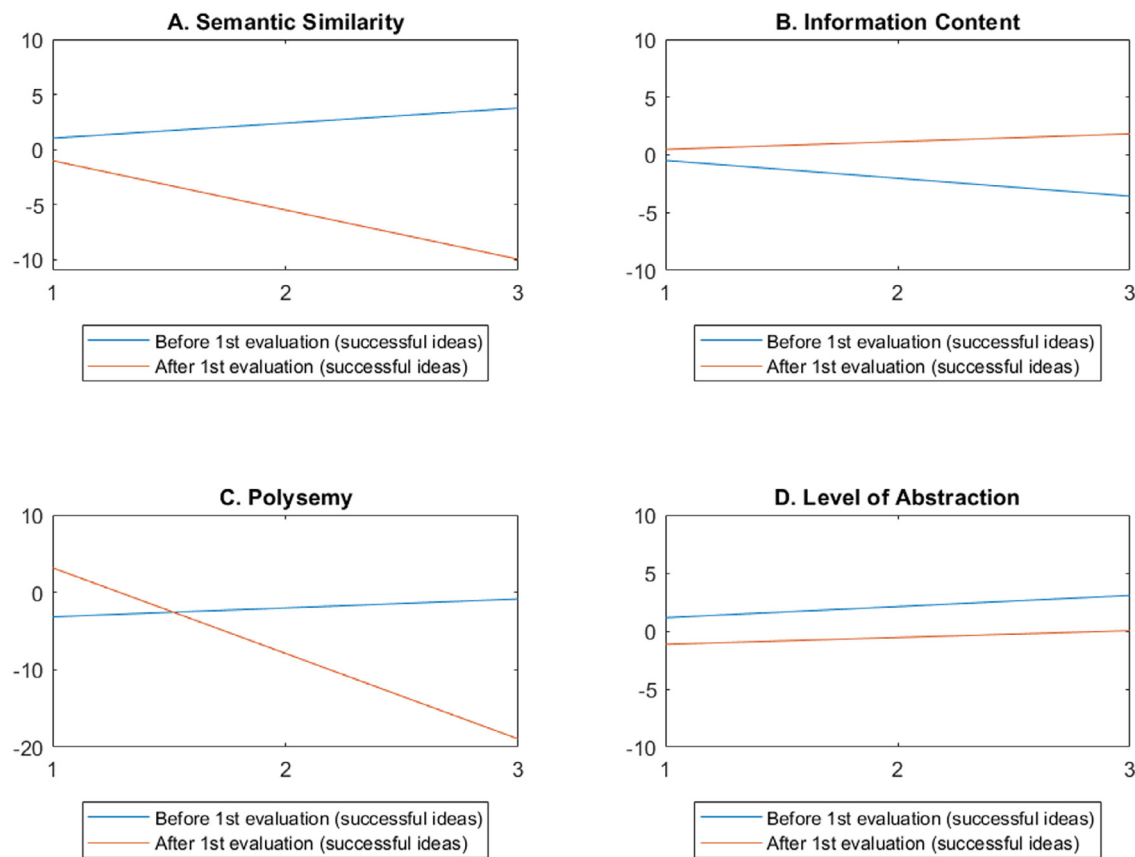 A. Semantic Similarity
10
5
0
-5
-10
1
2
3
Before 1st evaluation (successful ideas)
After 1st evaluation (successful ideas)
B. Information Content
10
5
0
-5
-10
1
2
3
Before 1st evaluation (successful ideas)
After 1st evaluation (successful ideas)
C. Polysemy
10
0
-10
-20
1
2
3
Before 1st evaluation (successful ideas)
After 1st evaluation (successful ideas)
D. Level of Abstraction
10
5
0
-5
-10
1
2
3
Before 1st evaluation (successful ideas)
After 1st evaluation (successful ideas)